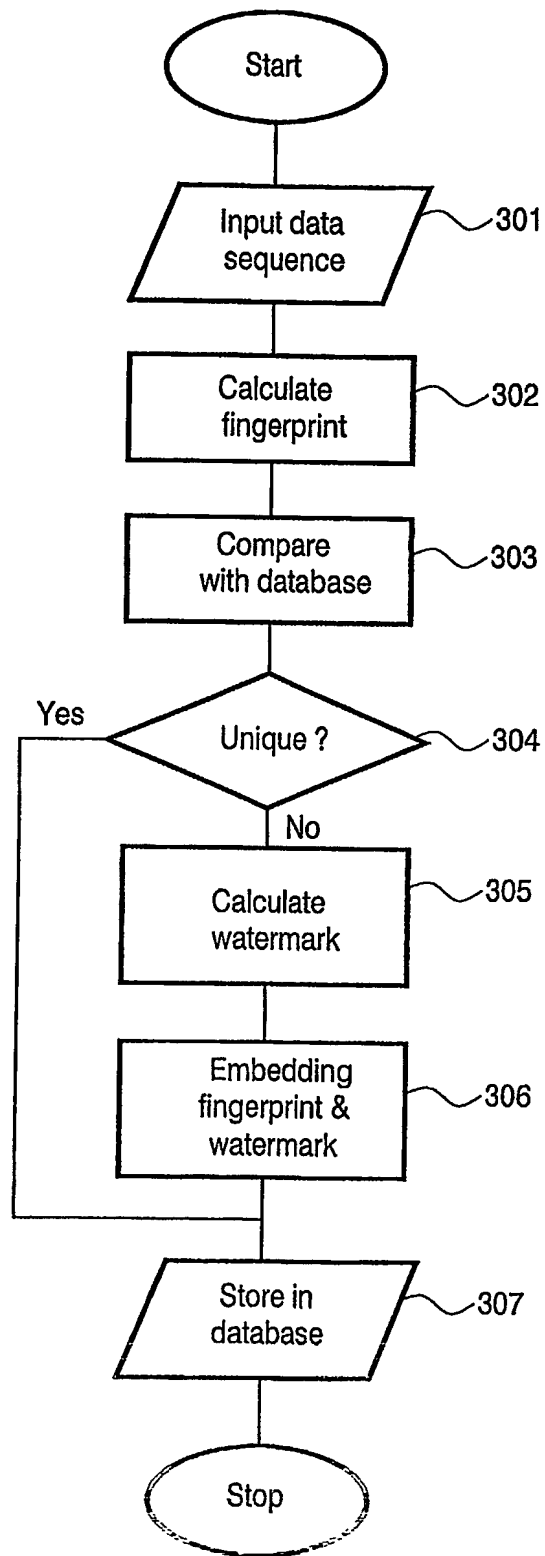 Start
Input data
sequence
301
Calculate
fingerprint
302
Compare
with database
303
Yes
Unique ?
304
No
Calculate
watermark
305
Embedding
fingerprint &
watermark
306
Store in
database
307
Stop